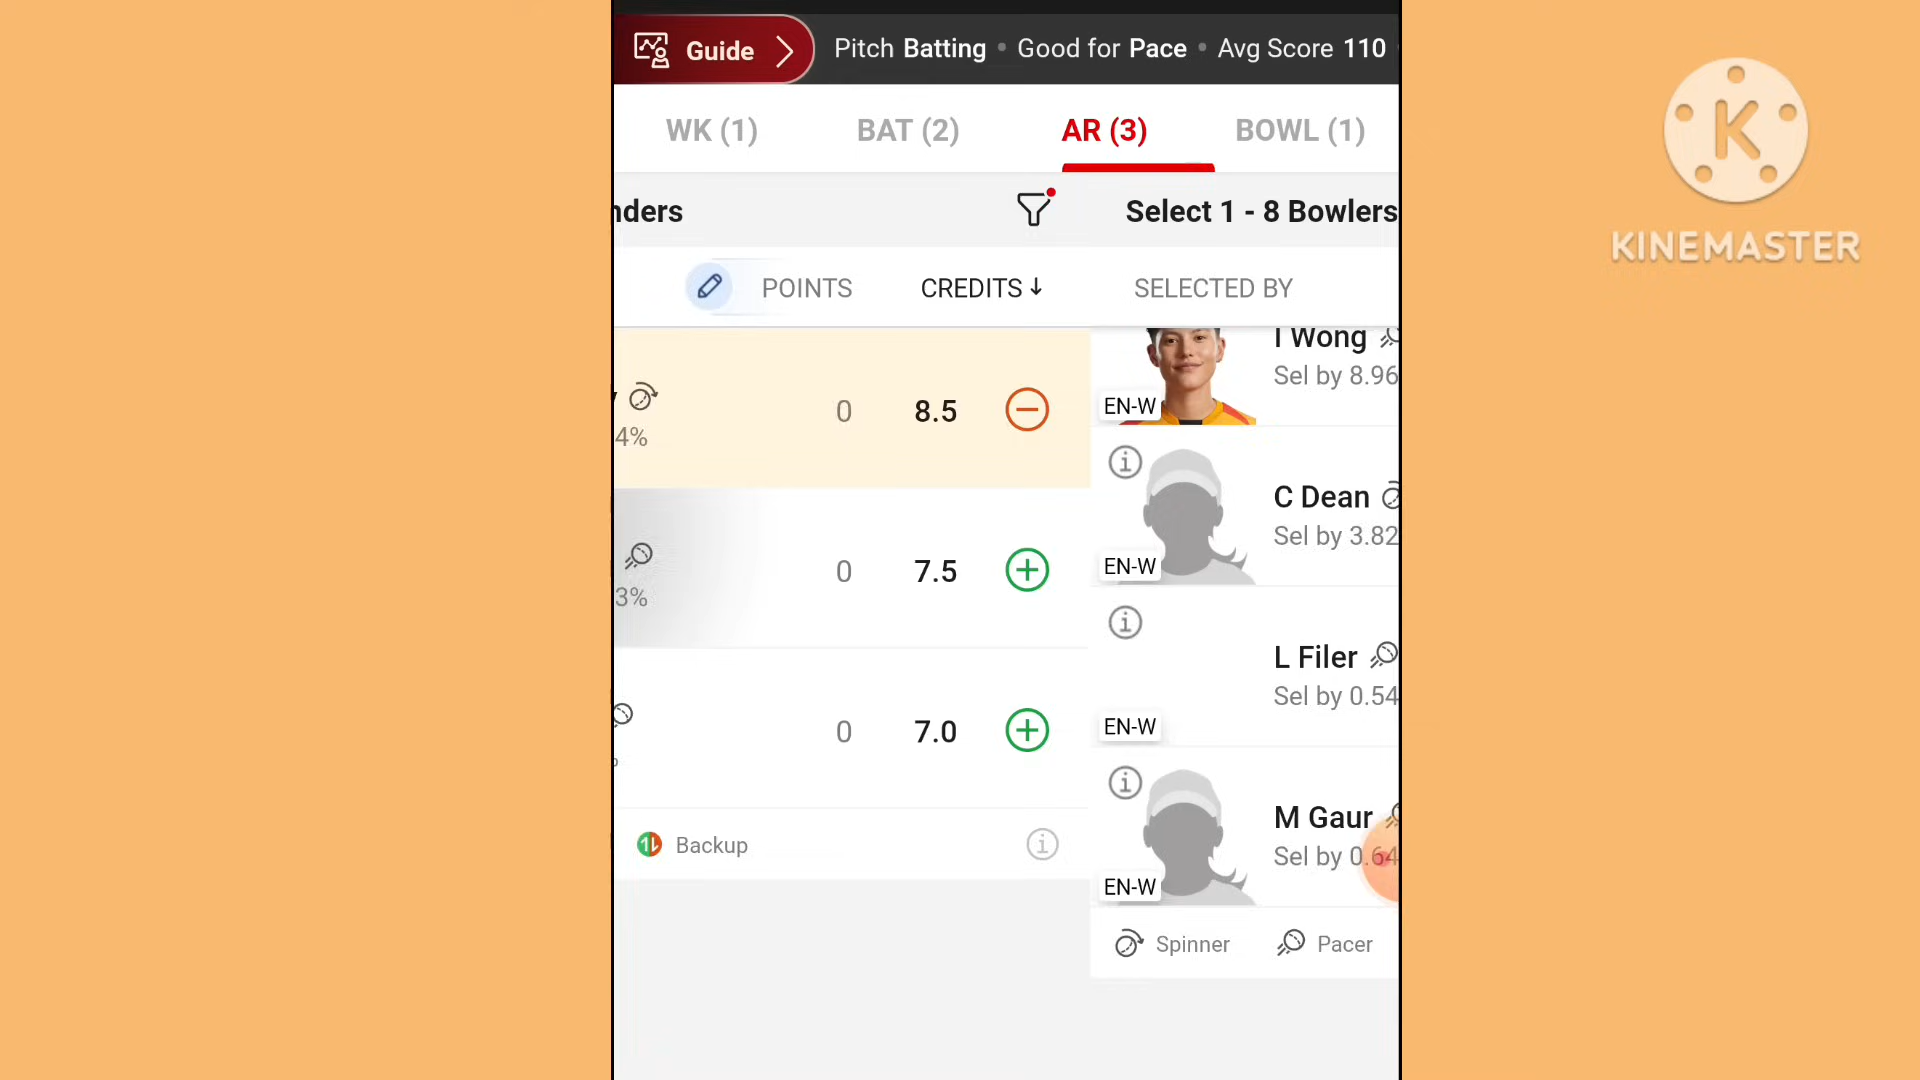 Guide
Pitch Batting • Good for Pace • Avg Score 110
WK (1) BAT (2) AR (3) BOWL (1)
nders
Select 1 - 8 Bowlers
POINTS CREDITS↓ SELECTED BY
4% 0 8.5
3% 0 7.5
0 7.0
Backup
I Wong
Sel by 8.96
EN-W
C Dean
Sel by 3.82
EN-W
L Filer
Sel by 0.54
EN-W
M Gaur
Sel by 0.64
EN-W
Spinner Pacer
K
KINEMASTER